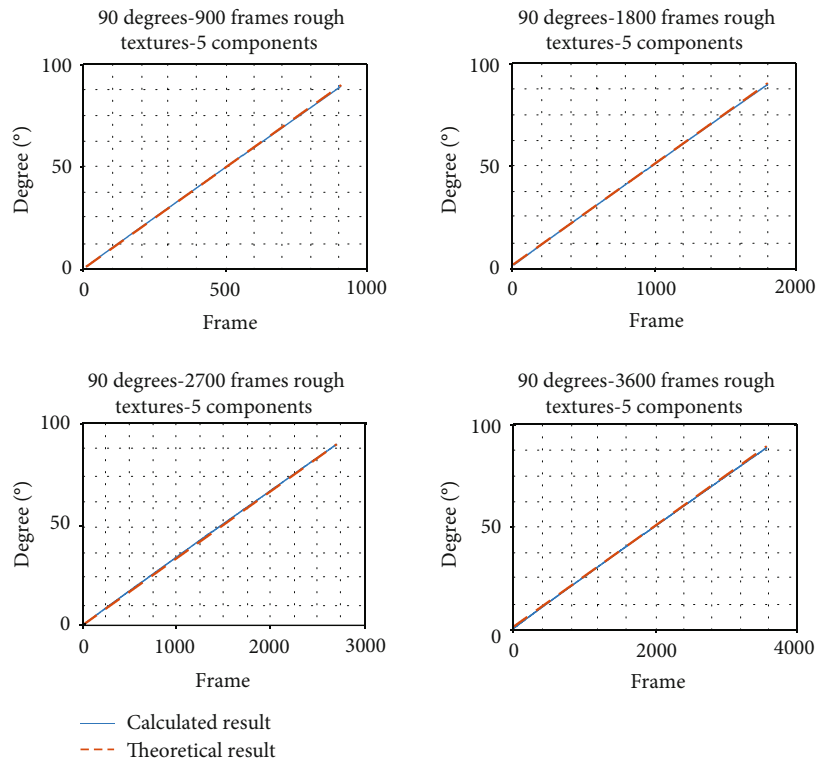 90 degrees-900 frames rough
textures-5 components
100
50
0
Degree (°)
0 500 1000
Frame
90 degrees-1800 frames rough
textures-5 components
100
50
0
Degree (°)
0 1000 2000
Frame
90 degrees-2700 frames rough
textures-5 components
100
50
0
Degree (°)
0 1000 2000 3000
Frame
90 degrees-3600 frames rough
textures-5 components
100
50
0
Degree (°)
0 2000 4000
Frame
Calculated result
Theoretical result